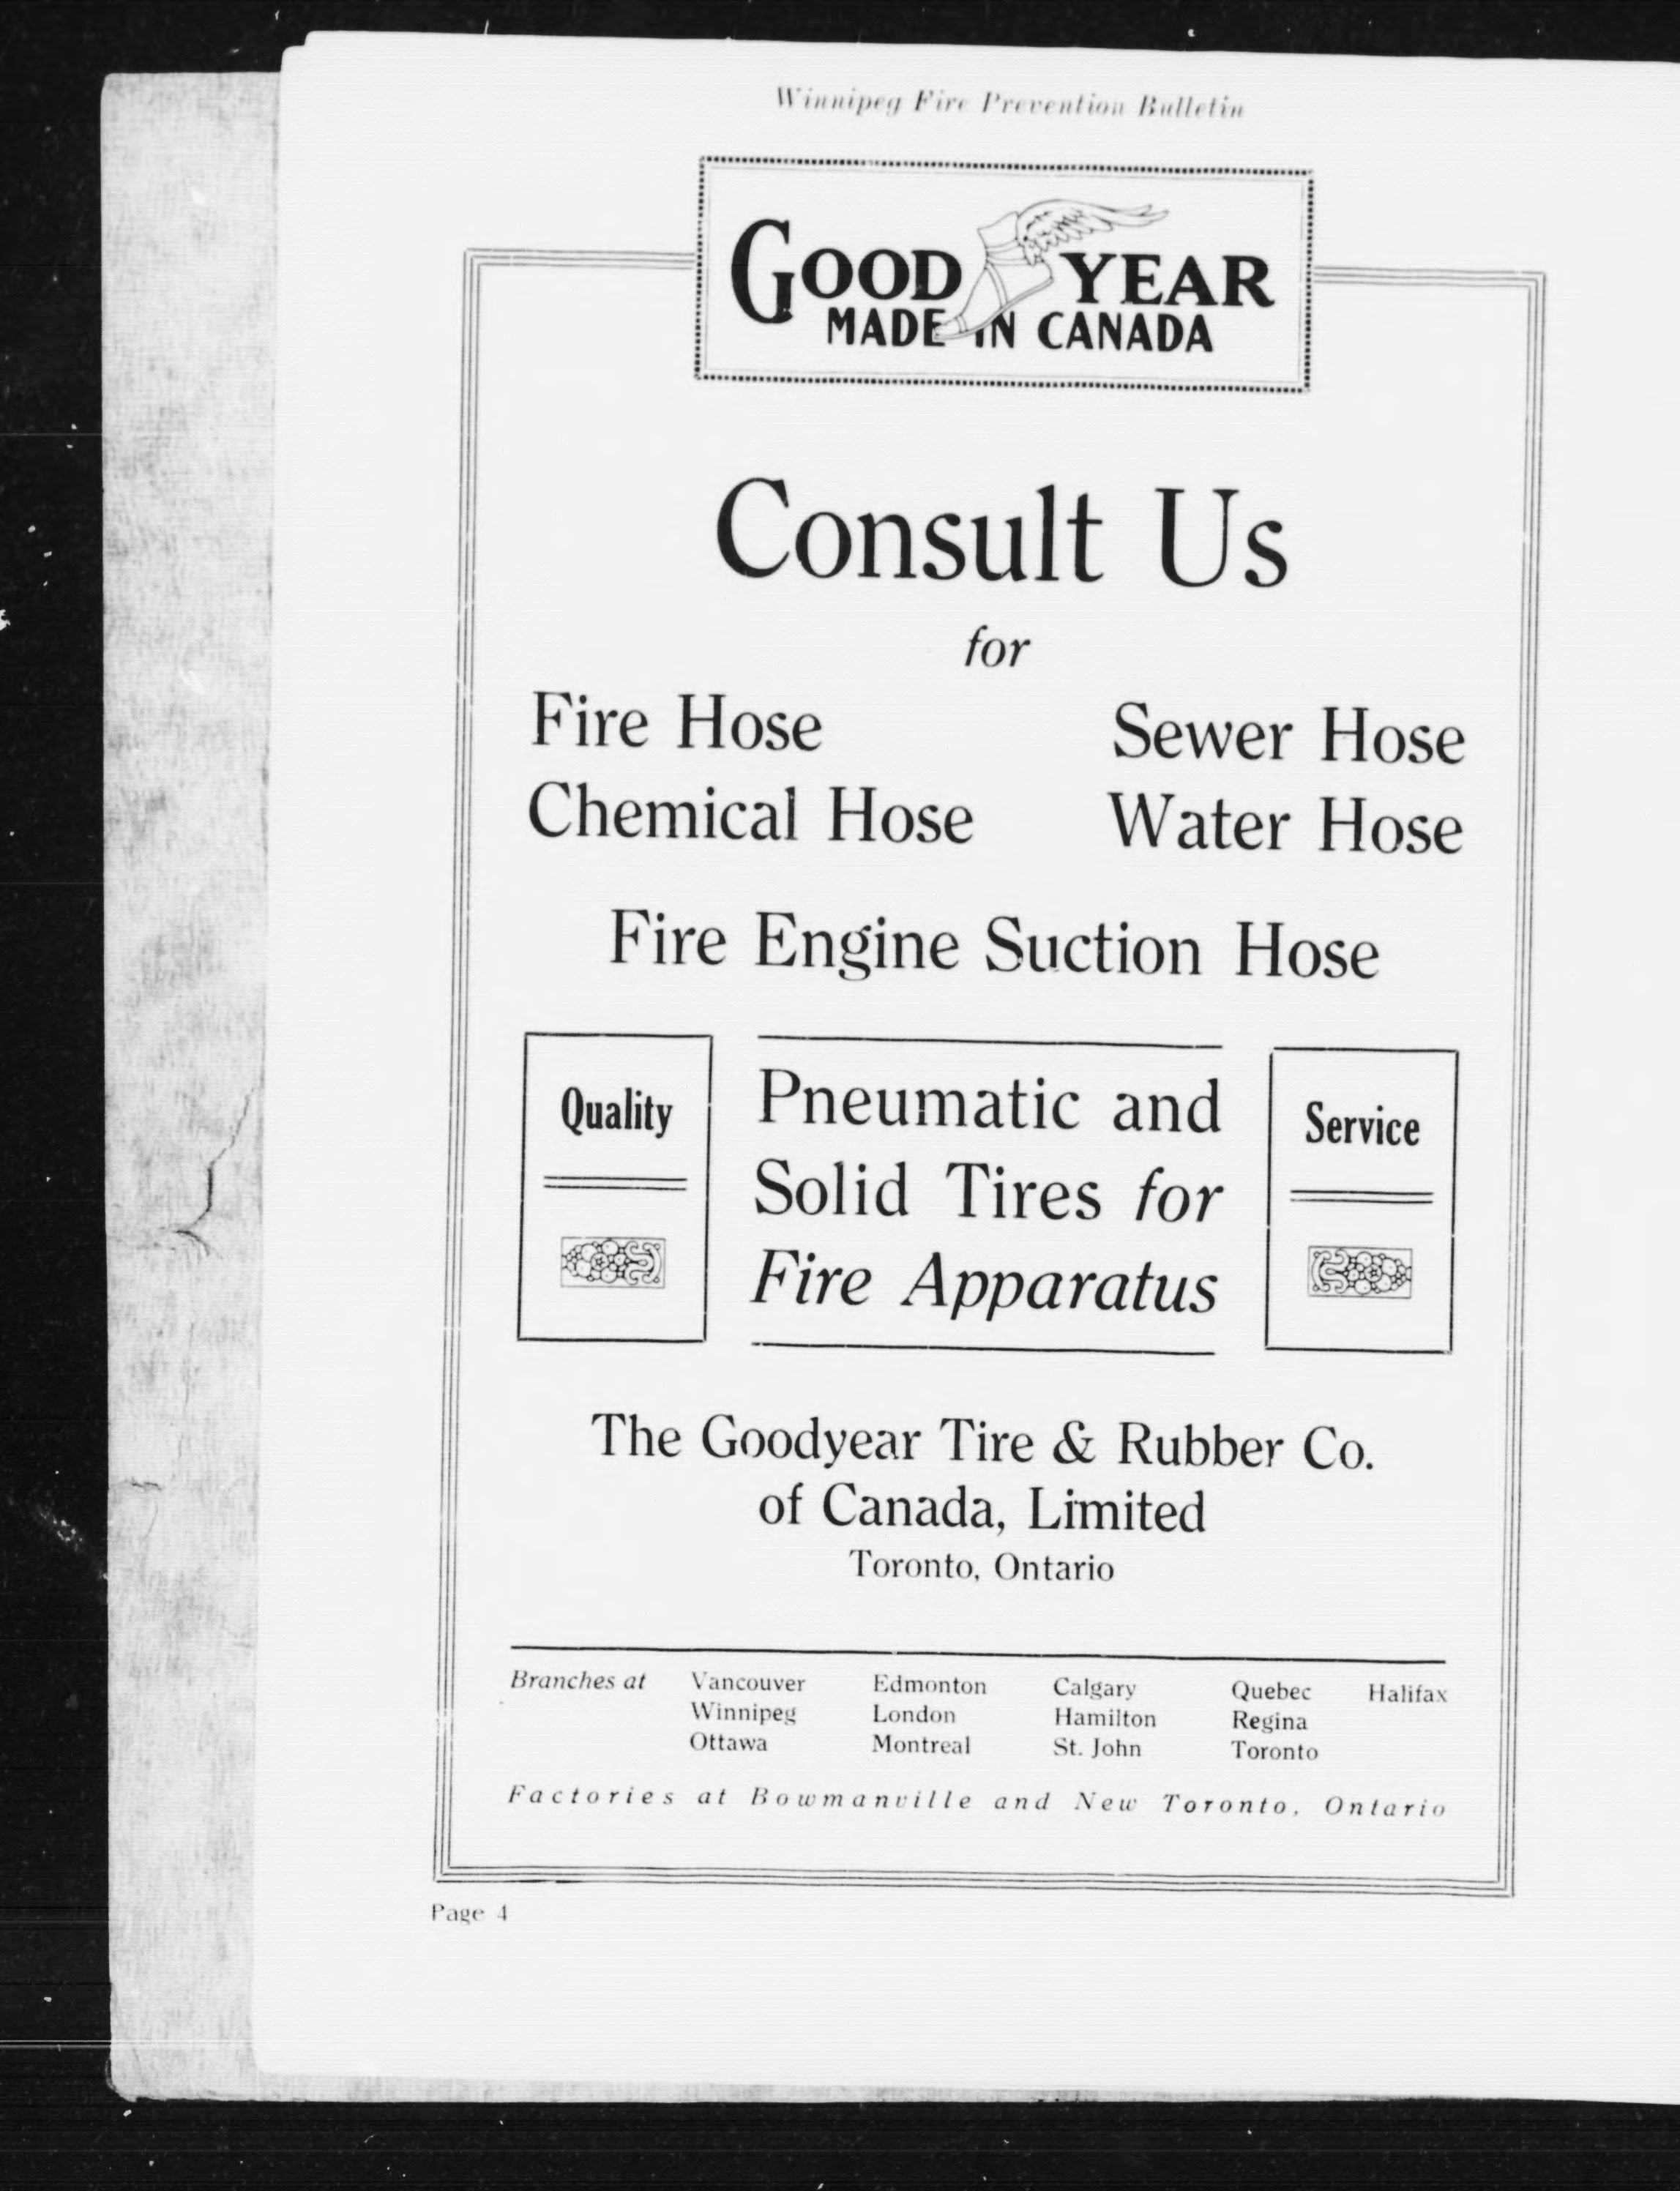 Winnipeg Fire Prevention Bulletin
GOOD YEAR
MADE IN CANADA
Consult Us
for
Fire Hose Sewer Hose
Chemical Hose Water Hose
Fire Engine Suction Hose
Quality
Pneumatic and
Solid Tires for
Fire Apparatus
Service
The Goodyear Tire & Rubber Co.
of Canada, Limited
Toronto, Ontario
Branches at Vancouver Edmonton Calgary Quebec Halifax
Winnipeg London Hamilton Regina
Ottawa Montreal St. John Toronto
Factories at Bowmanville and New Toronto, Ontario
Page 4